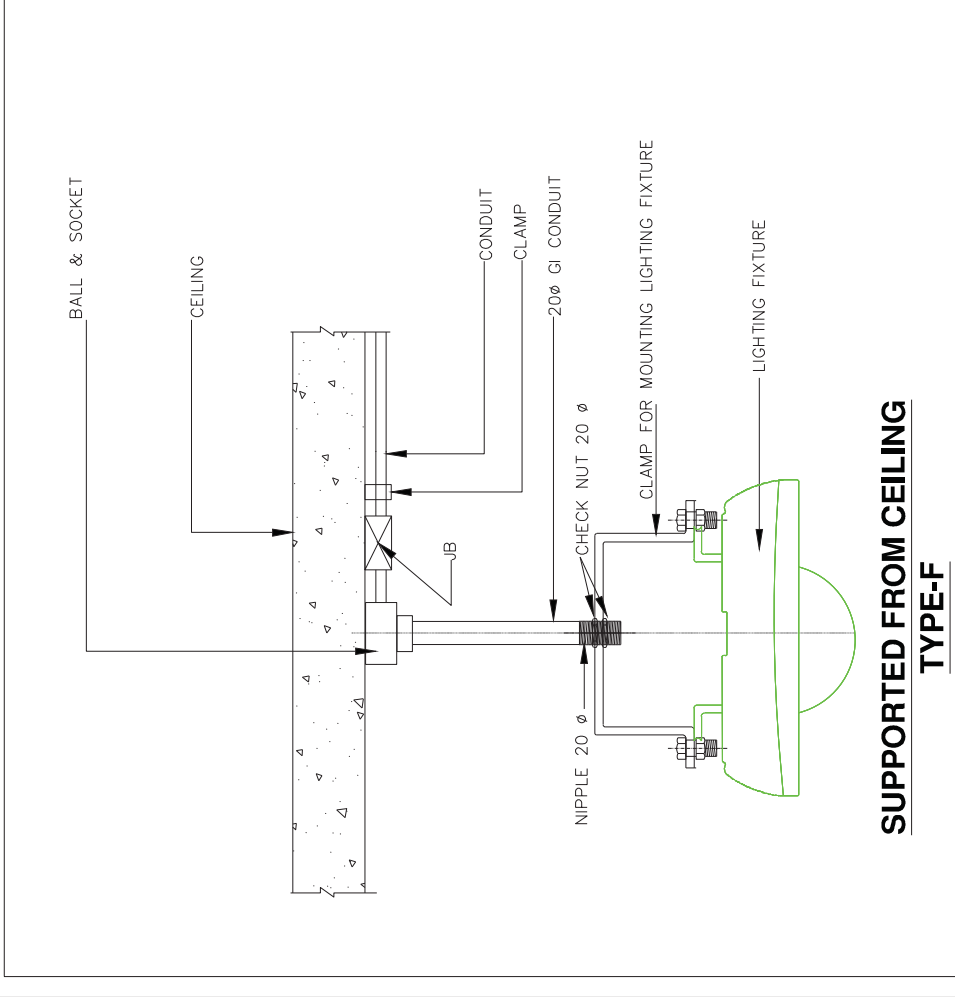 BALL & SOCKET
CEILING
CONDUIT
CLAMP
20ø GI CONDUIT
JB
CHECK NUT 20 ø
CLAMP FOR MOUNTING LIGHTING FIXTURE
NIPPLE 20 ø
LIGHTING FIXTURE
SUPPORTED FROM CEILING
TYPE-F